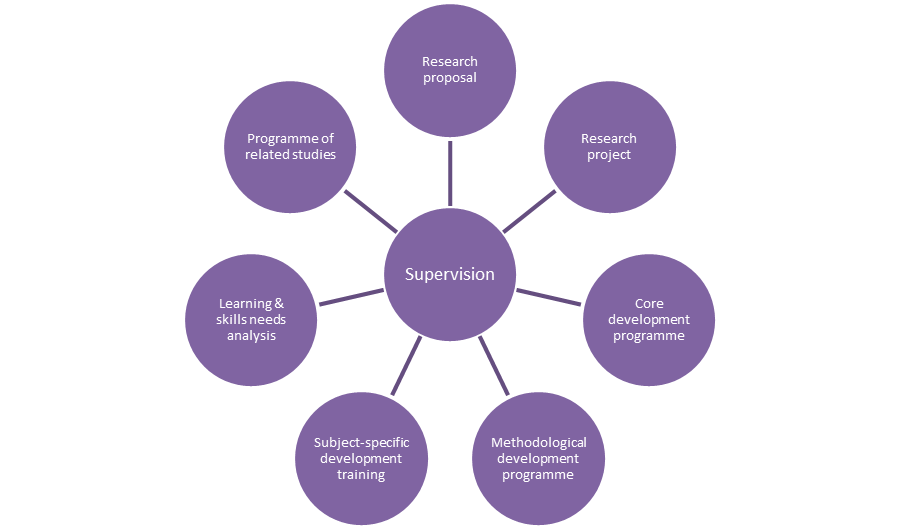 Research
proposal
Research
project
Core
development
programme
Methodological
development
programme
Subject-specific
development
training
Learning &
skills needs
analysis
Programme of
related studies
Supervision